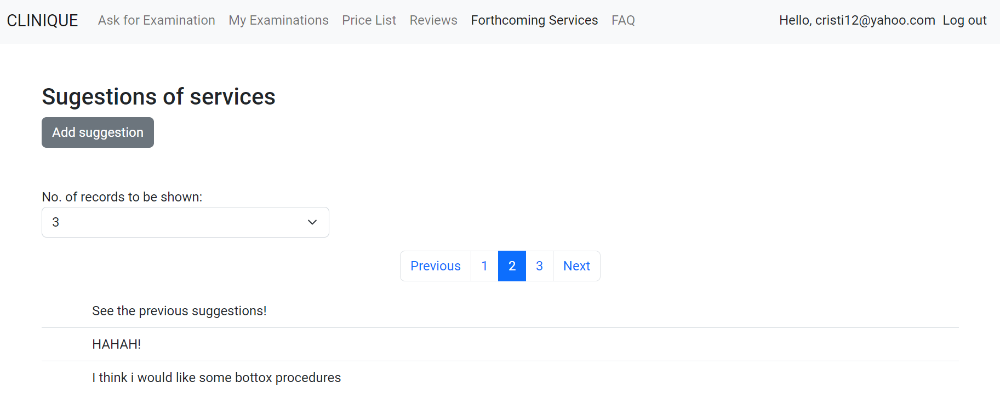 CLINIQUE Ask for Examination My Examinations Price List Reviews Forthcoming Services FAQ Hello, cristi12@yahoo.com Log out
Sugestions of services
Add suggestion
No. of records to be shown:
3
Previous 1 2 3 Next
See the previous suggestions!
HAHAH!
I think i would like some bottox procedures